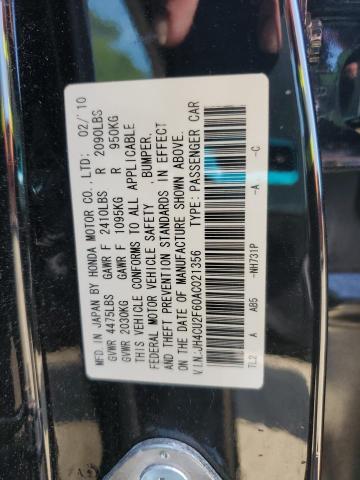 MFD. IN JAPAN BY HONDA MOTOR CO., LTD: 02/'10
GVWR 4475LBS GAWR F 2410LBS R 2090LBS
GVWR 2030KG GAWR F 1095KG R 950KG
THIS VEHICLE CONFORMS TO ALL APPLICABLE
FEDERAL MOTOR VEHICLE SAFETY, BUMPER,
AND THEFT PREVENTION STANDARDS IN EFFECT
ON THE DATE OF MANUFACTURE SHOWN ABOVE.
V.I.N.:JH4CU2F60AC021356 TYPE: PASSENGER CAR
TL2 A AB5 -NH731P -A -C